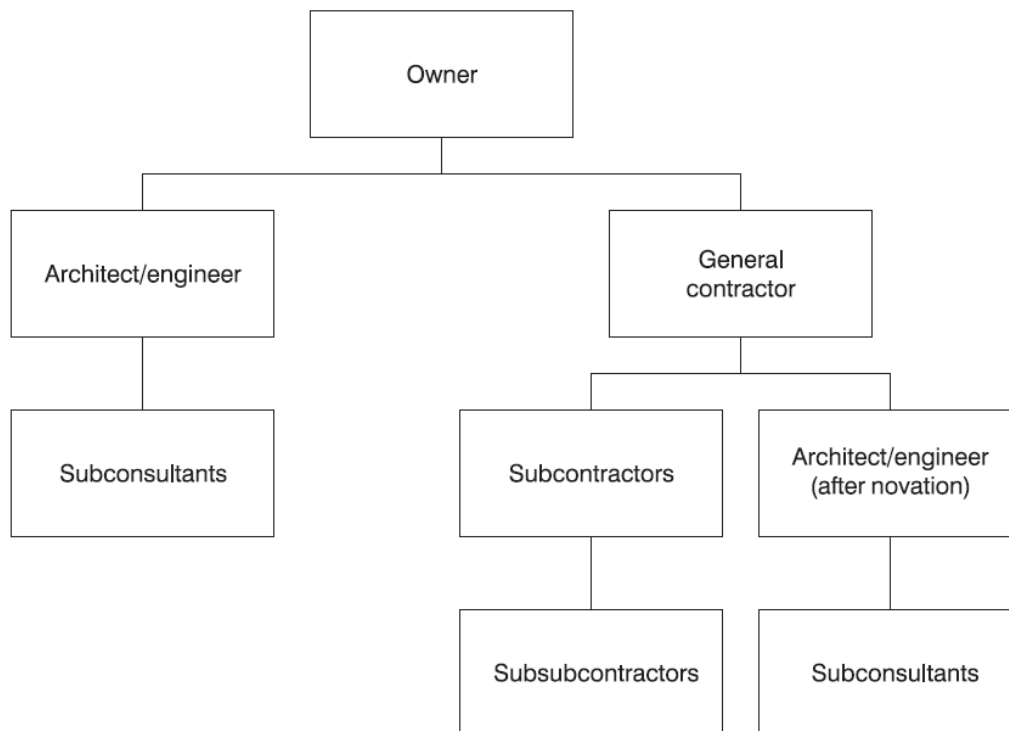 Owner
Architect/engineer
General
contractor
Subconsultants
Subcontractors
Architect/engineer
(after novation)
Subsubcontractors
Subconsultants